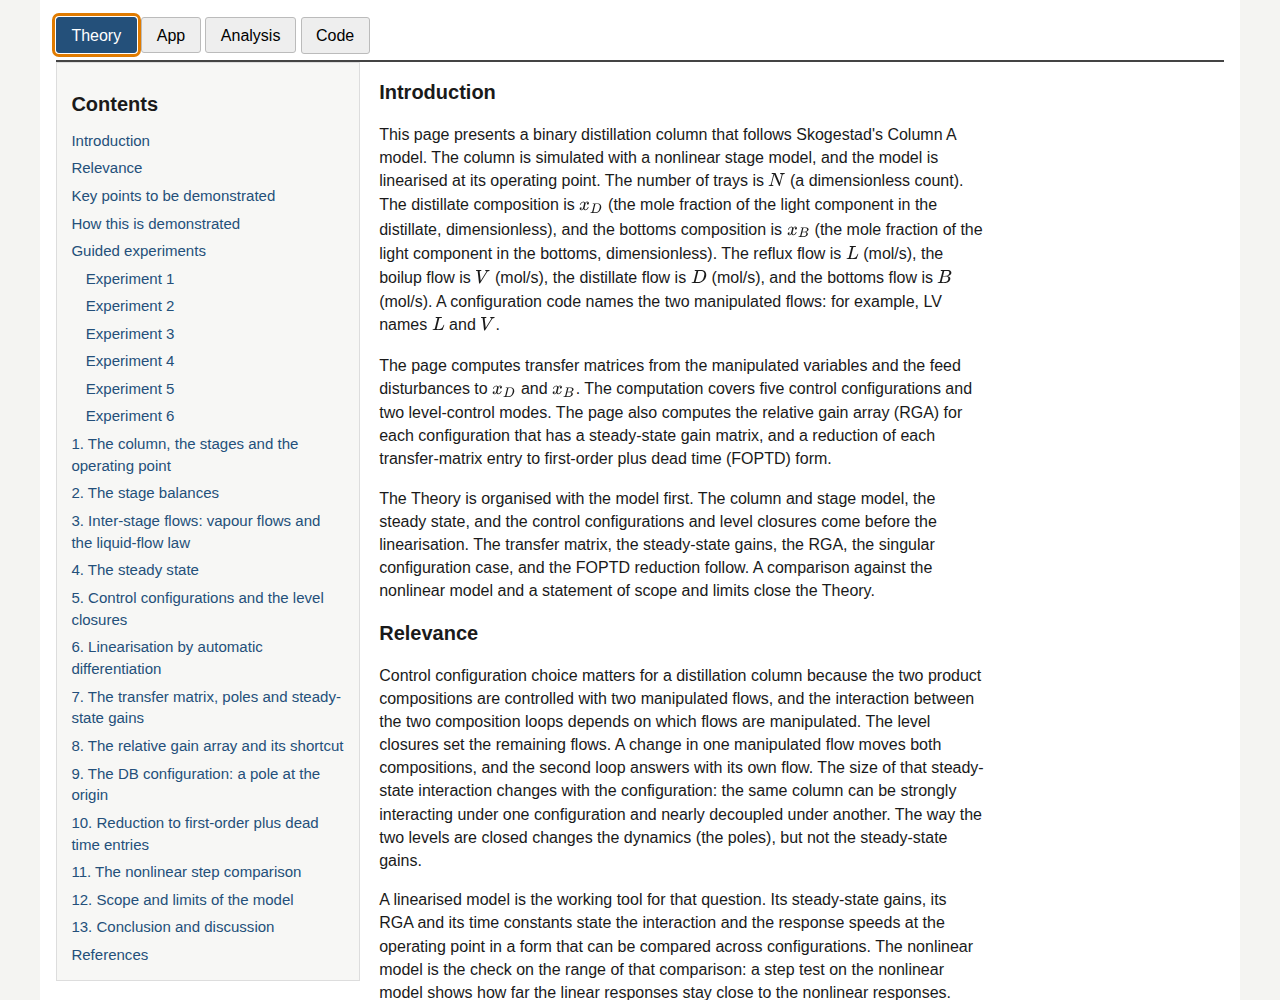 Theory App Analysis Code
Contents
Introduction
Relevance
Key points to be demonstrated
How this is demonstrated
Guided experiments
Experiment 1
Experiment 2
Experiment 3
Experiment 4
Experiment 5
Experiment 6
1. The column, the stages and the
operating point
2. The stage balances
3. Inter-stage flows: vapour flows and
the liquid-flow law
4. The steady state
5. Control configurations and the level
closures
6. Linearisation by automatic
differentiation
7. The transfer matrix, poles and steady-
state gains
8. The relative gain array and its shortcut
9. The DB configuration: a pole at the
origin
10. Reduction to first-order plus dead
time entries
11. The nonlinear step comparison
12. Scope and limits of the model
13. Conclusion and discussion
References
Introduction
This page presents a binary distillation column that follows Skogestad's Column A
model. The column is simulated with a nonlinear stage model, and the model is
linearised at its operating point. The number of trays is N (a dimensionless count).
The distillate composition is x_D (the mole fraction of the light component in the
distillate, dimensionless), and the bottoms composition is x_B (the mole fraction of the
light component in the bottoms, dimensionless). The reflux flow is L (mol/s), the
boilup flow is V (mol/s), the distillate flow is D (mol/s), and the bottoms flow is B
(mol/s). A configuration code names the two manipulated flows: for example, LV
names L and V.
The page computes transfer matrices from the manipulated variables and the feed
disturbances to x_D and x_B. The computation covers five control configurations and
two level-control modes. The page also computes the relative gain array (RGA) for
each configuration that has a steady-state gain matrix, and a reduction of each
transfer-matrix entry to first-order plus dead time (FOPTD) form.
The Theory is organised with the model first. The column and stage model, the
steady state, and the control configurations and level closures come before the
linearisation. The transfer matrix, the steady-state gains, the RGA, the singular
configuration case, and the FOPTD reduction follow. A comparison against the
nonlinear model and a statement of scope and limits close the Theory.
Relevance
Control configuration choice matters for a distillation column because the two product
compositions are controlled with two manipulated flows, and the interaction between
the two composition loops depends on which flows are manipulated. The level
closures set the remaining flows. A change in one manipulated flow moves both
compositions, and the second loop answers with its own flow. The size of that steady-
state interaction changes with the configuration: the same column can be strongly
interacting under one configuration and nearly decoupled under another. The way the
two levels are closed changes the dynamics (the poles), but not the steady-state
gains.
A linearised model is the working tool for that question. Its steady-state gains, its
RGA and its time constants state the interaction and the response speeds at the
operating point in a form that can be compared across configurations. The nonlinear
model is the check on the range of that comparison: a step test on the nonlinear
model shows how far the linear responses stay close to the nonlinear responses.